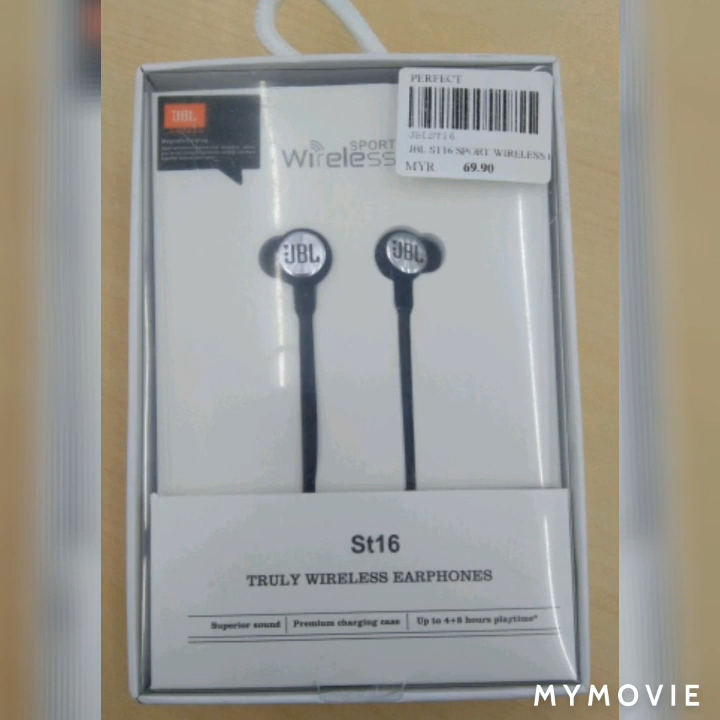 PERFECT
JBLST16
JBL ST16 SPORT WIRELESS
MYR 69.90
JBL
SPORT
Wireless
JBL
JBL
St16
TRULY WIRELESS EARPHONES
Superior sound | Premium charging case | Up to 4+8 hours playtime*
MYMOVIE